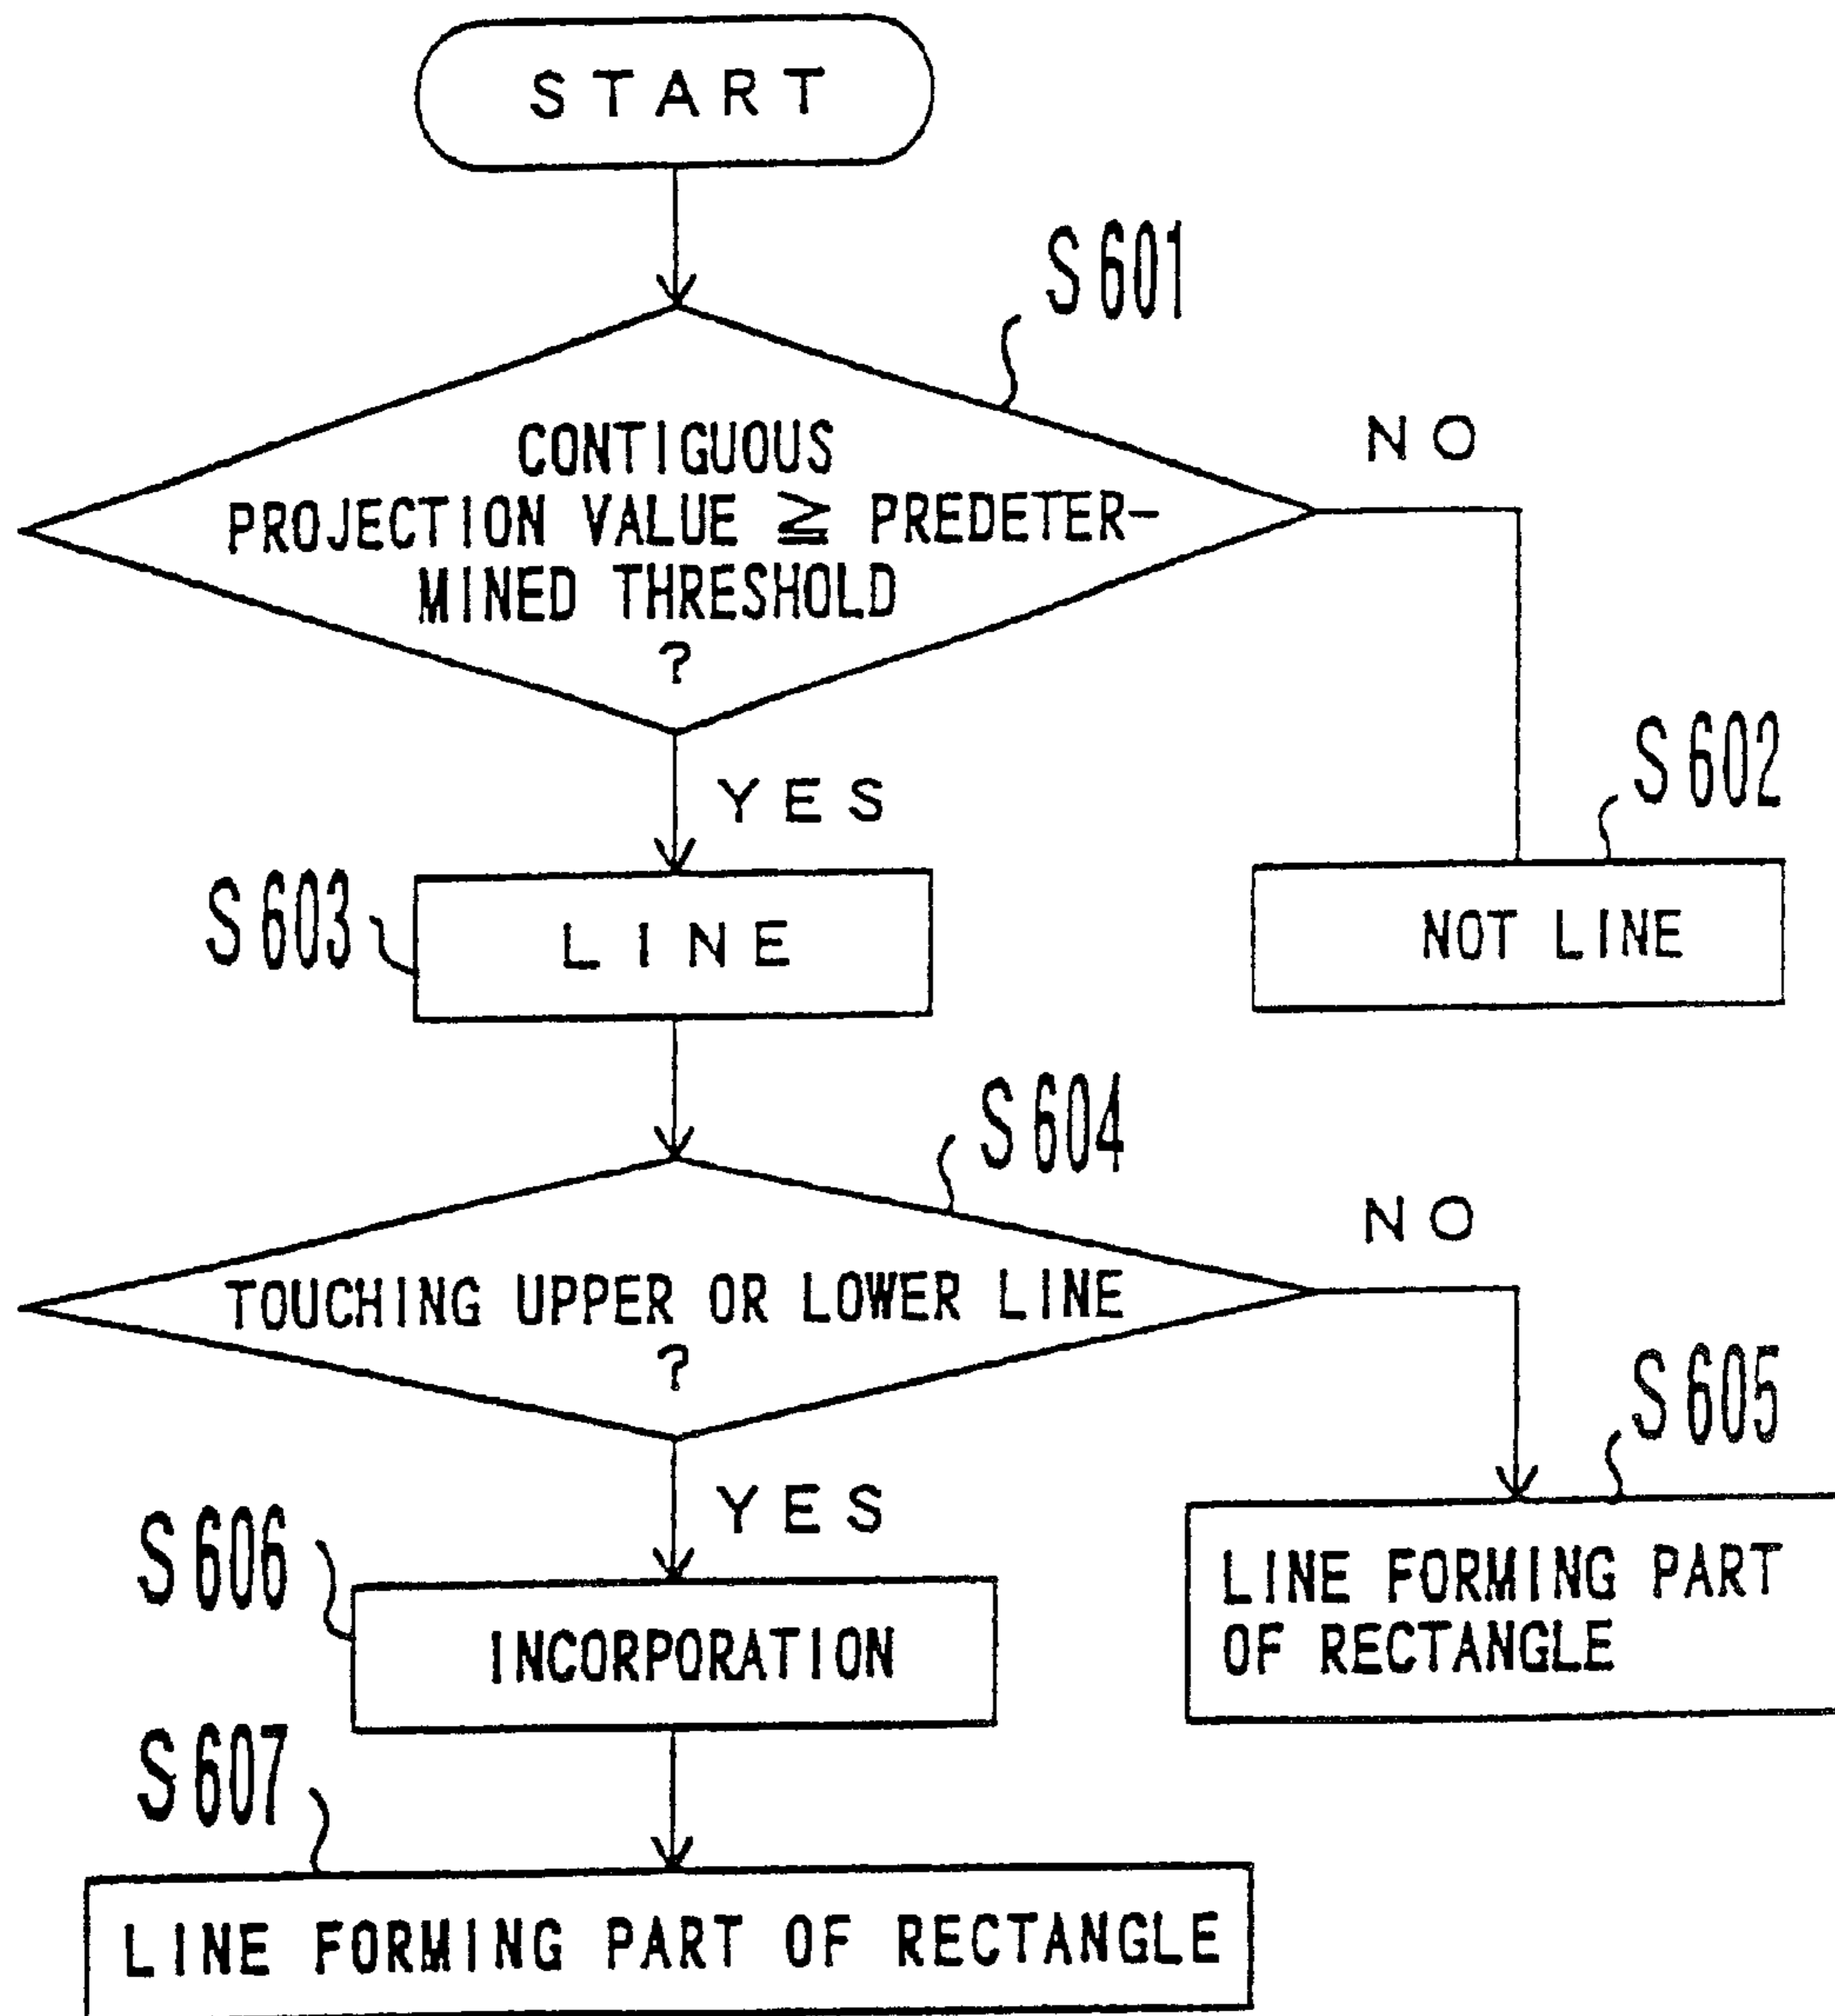 START
S601
CONTIGUOUS
PROJECTION VALUE ≧ PREDETER-
MINED THRESHOLD
?
NO
YES
S602
NOT LINE
S603
LINE
S604
TOUCHING UPPER OR LOWER LINE
?
NO
YES
S605
LINE FORMING PART
OF RECTANGLE
S606
INCORPORATION
S607
LINE FORMING PART OF RECTANGLE